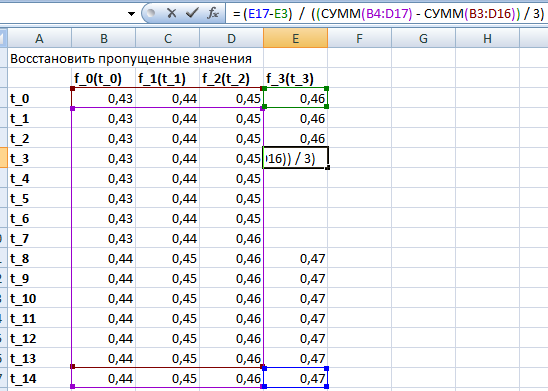 = (E17-E3) / ((СУММ(B4:D17) - СУММ(B3:D16)) / 3)
A B C D E F G H
Восстановить пропущенные значения
f_0(t_0) f_1(t_1) f_2(t_2) f_3(t_3)
t_0 0,43 0,44 0,45 0,46
t_1 0,43 0,44 0,45 0,46
t_2 0,43 0,44 0,45 0,46
t_3 0,43 0,44 0,45 D16)) / 3)
t_4 0,43 0,44 0,45
t_5 0,43 0,44 0,45
t_6 0,43 0,44 0,45
t_7 0,43 0,44 0,46
t_8 0,44 0,45 0,46 0,47
t_9 0,44 0,45 0,46 0,47
t_10 0,44 0,45 0,46 0,47
t_11 0,44 0,45 0,46 0,47
t_12 0,44 0,45 0,46 0,47
t_13 0,44 0,45 0,46 0,47
t_14 0,44 0,45 0,46 0,47